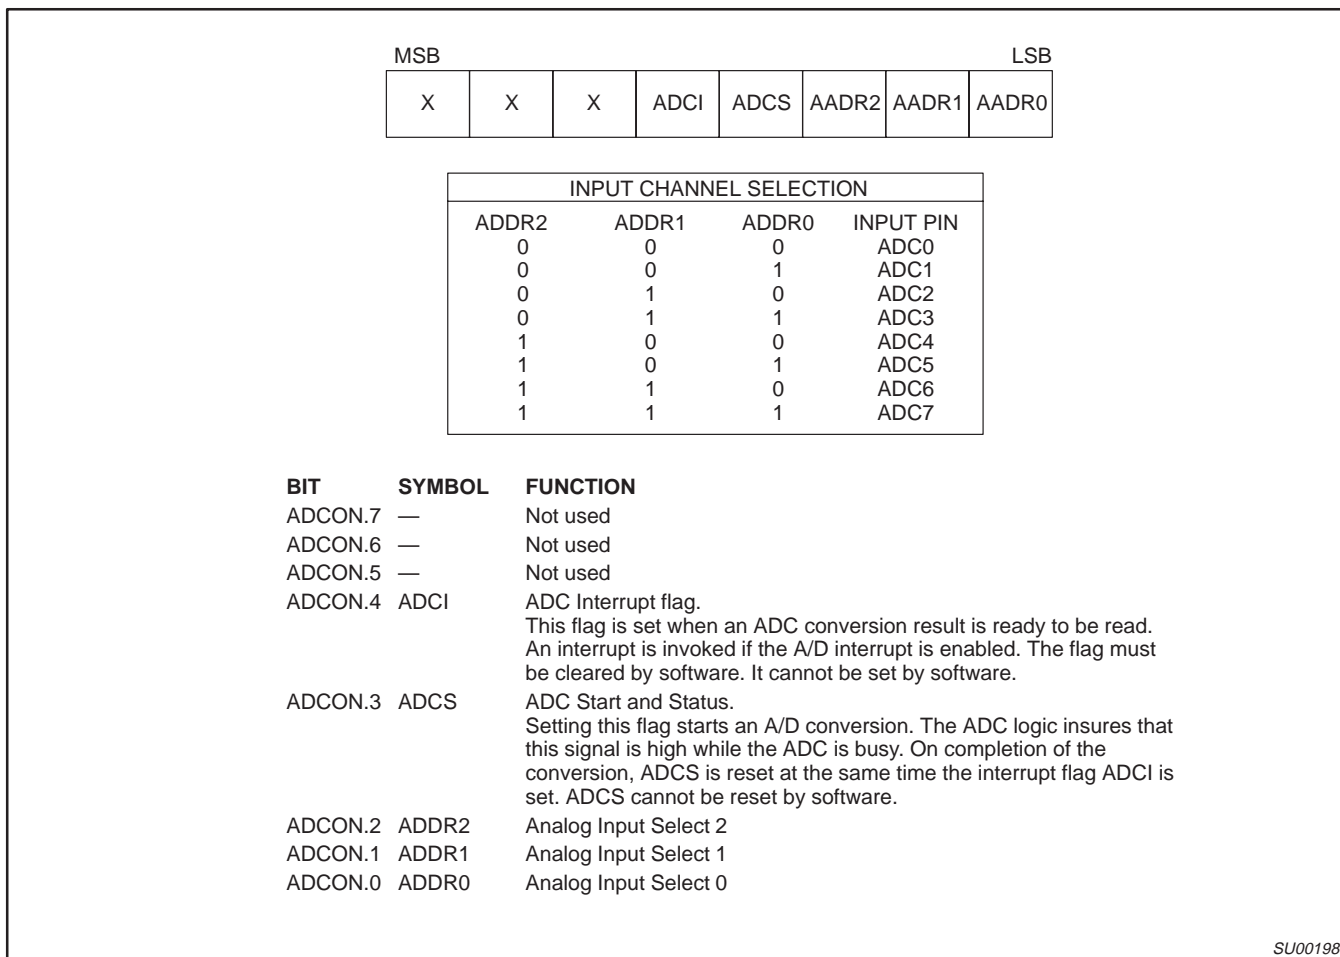 MSB LSB
X X X ADCI ADCS AADR2 AADR1 AADR0
INPUT CHANNEL SELECTION
ADDR2 ADDR1 ADDR0 INPUT PIN
0 0 0 ADC0
0 0 1 ADC1
0 1 0 ADC2
0 1 1 ADC3
1 0 0 ADC4
1 0 1 ADC5
1 1 0 ADC6
1 1 1 ADC7
BIT SYMBOL FUNCTION
ADCON.7 — Not used
ADCON.6 — Not used
ADCON.5 — Not used
ADCON.4 ADCI ADC Interrupt flag.
This flag is set when an ADC conversion result is ready to be read.
An interrupt is invoked if the A/D interrupt is enabled. The flag must
be cleared by software. It cannot be set by software.
ADCON.3 ADCS ADC Start and Status.
Setting this flag starts an A/D conversion. The ADC logic insures that
this signal is high while the ADC is busy. On completion of the
conversion, ADCS is reset at the same time the interrupt flag ADCI is
set. ADCS cannot be reset by software.
ADCON.2 ADDR2 Analog Input Select 2
ADCON.1 ADDR1 Analog Input Select 1
ADCON.0 ADDR0 Analog Input Select 0
SU00198